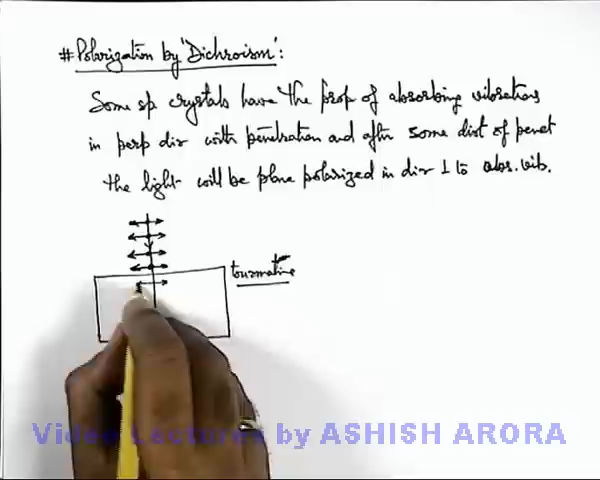 # Polarization by 'Dichroism':
Some sp crystals have the prop of absorbing vibrations
in perp dir with penetration and after some dist of penet
the light will be plane polarized in dir ⊥ to abs. vib.
tourmatine
Video Lectures by ASHISH ARORA